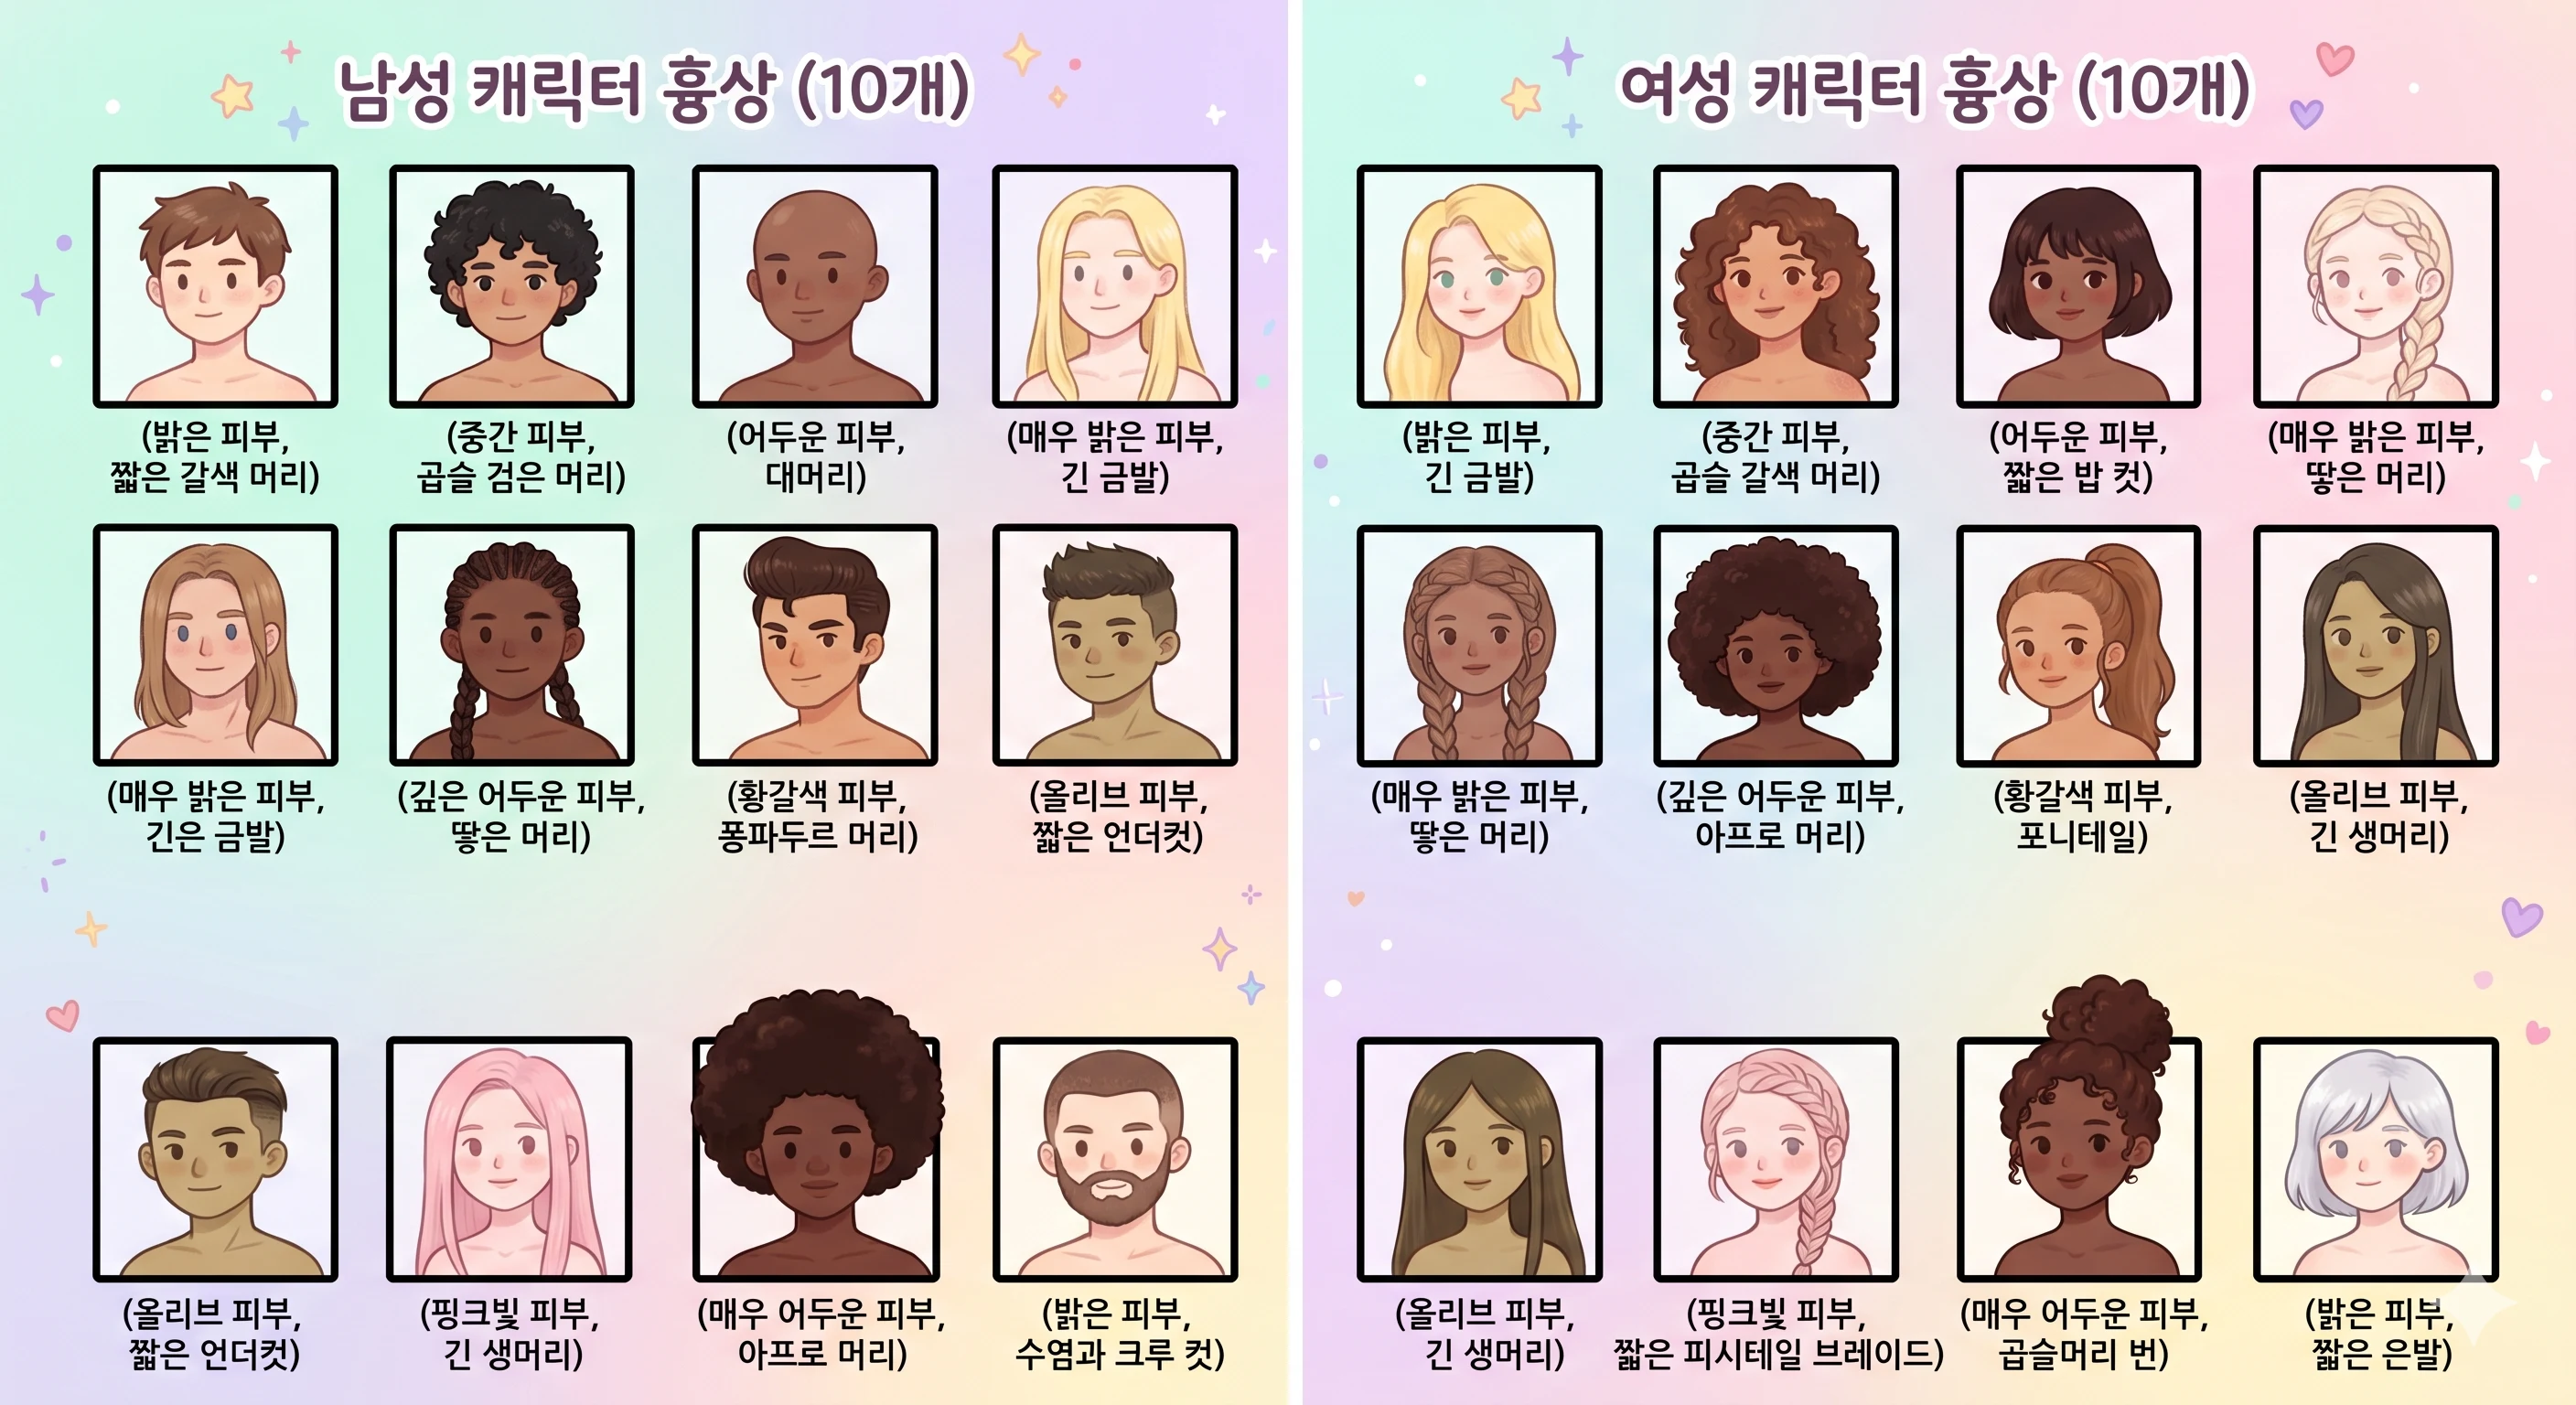 남성 캐릭터 흉상 (10개)
(밝은 피부,
짧은 갈색 머리)
(중간 피부,
곱슬 검은 머리)
(어두운 피부,
대머리)
(매우 밝은 피부,
긴 금발)
(매우 밝은 피부,
긴은 금발)
(깊은 어두운 피부,
땋은 머리)
(황갈색 피부,
퐁파두르 머리)
(올리브 피부,
짧은 언더컷)
(올리브 피부,
짧은 언더컷)
(핑크빛 피부,
긴 생머리)
(매우 어두운 피부,
아프로 머리)
(밝은 피부,
수염과 크루 컷)
여성 캐릭터 흉상 (10개)
(밝은 피부,
긴 금발)
(중간 피부,
곱슬 갈색 머리)
(어두운 피부,
짧은 밥 컷)
(매우 밝은 피부,
땋은 머리)
(매우 밝은 피부,
땋은 머리)
(깊은 어두운 피부,
아프로 머리)
(황갈색 피부,
포니테일)
(올리브 피부,
긴 생머리)
(올리브 피부,
긴 생머리)
(핑크빛 피부,
짧은 피시테일 브레이드)
(매우 어두운 피부,
곱슬머리 번)
(밝은 피부,
짧은 은발)